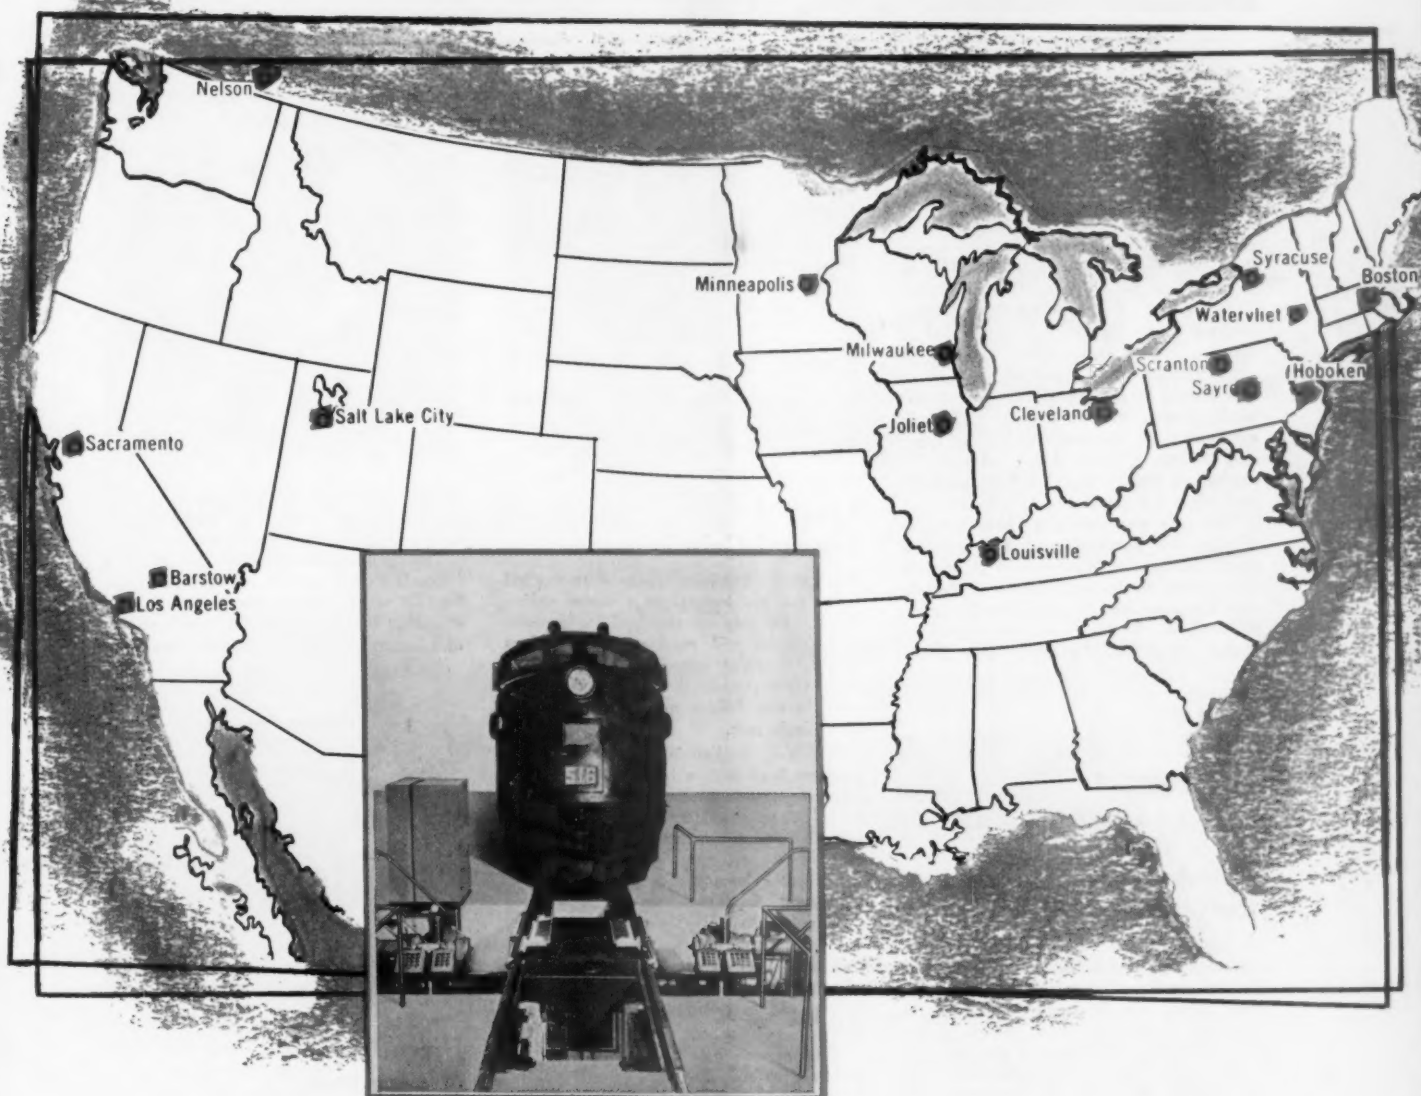 Nelson
Syracuse
Boston
Minneapolis
Watervliet
Milwaukee
Scranton
Hoboken
Sayre
Salt Lake City
Cleveland
Joliet
Sacramento
Louisville
Barstow
Los Angeles
516